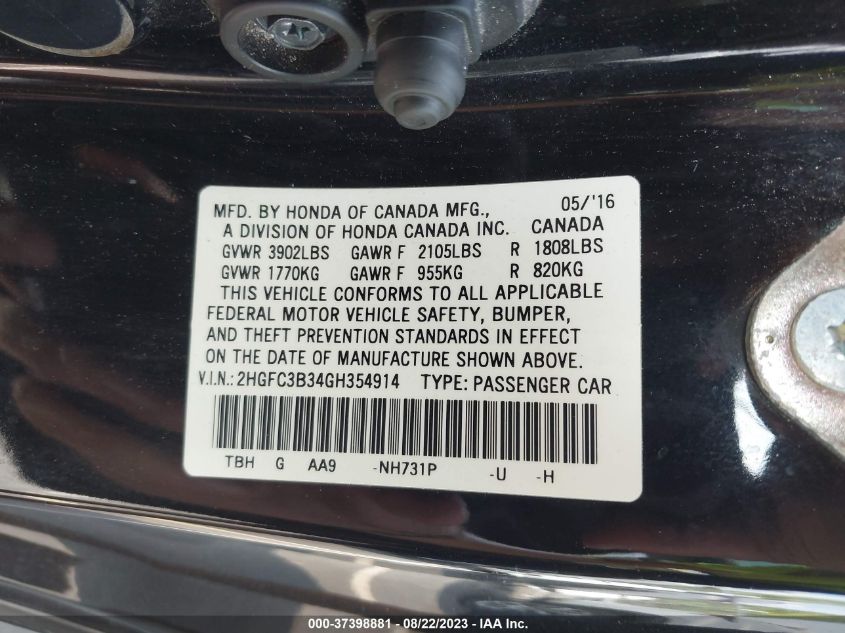 MFD. BY HONDA OF CANADA MFG., 05/'16
A DIVISION OF HONDA CANADA INC. CANADA
GVWR 3902LBS GAWR F 2105LBS R 1808LBS
GVWR 1770KG GAWR F 955KG R 820KG
THIS VEHICLE CONFORMS TO ALL APPLICABLE
FEDERAL MOTOR VEHICLE SAFETY, BUMPER,
AND THEFT PREVENTION STANDARDS IN EFFECT
ON THE DATE OF MANUFACTURE SHOWN ABOVE.
V.I.N.: 2HGFC3B34GH354914 TYPE: PASSENGER CAR
TBH G AA9 -NH731P -U -H
000-37398881 - 08/22/2023 - IAA Inc.